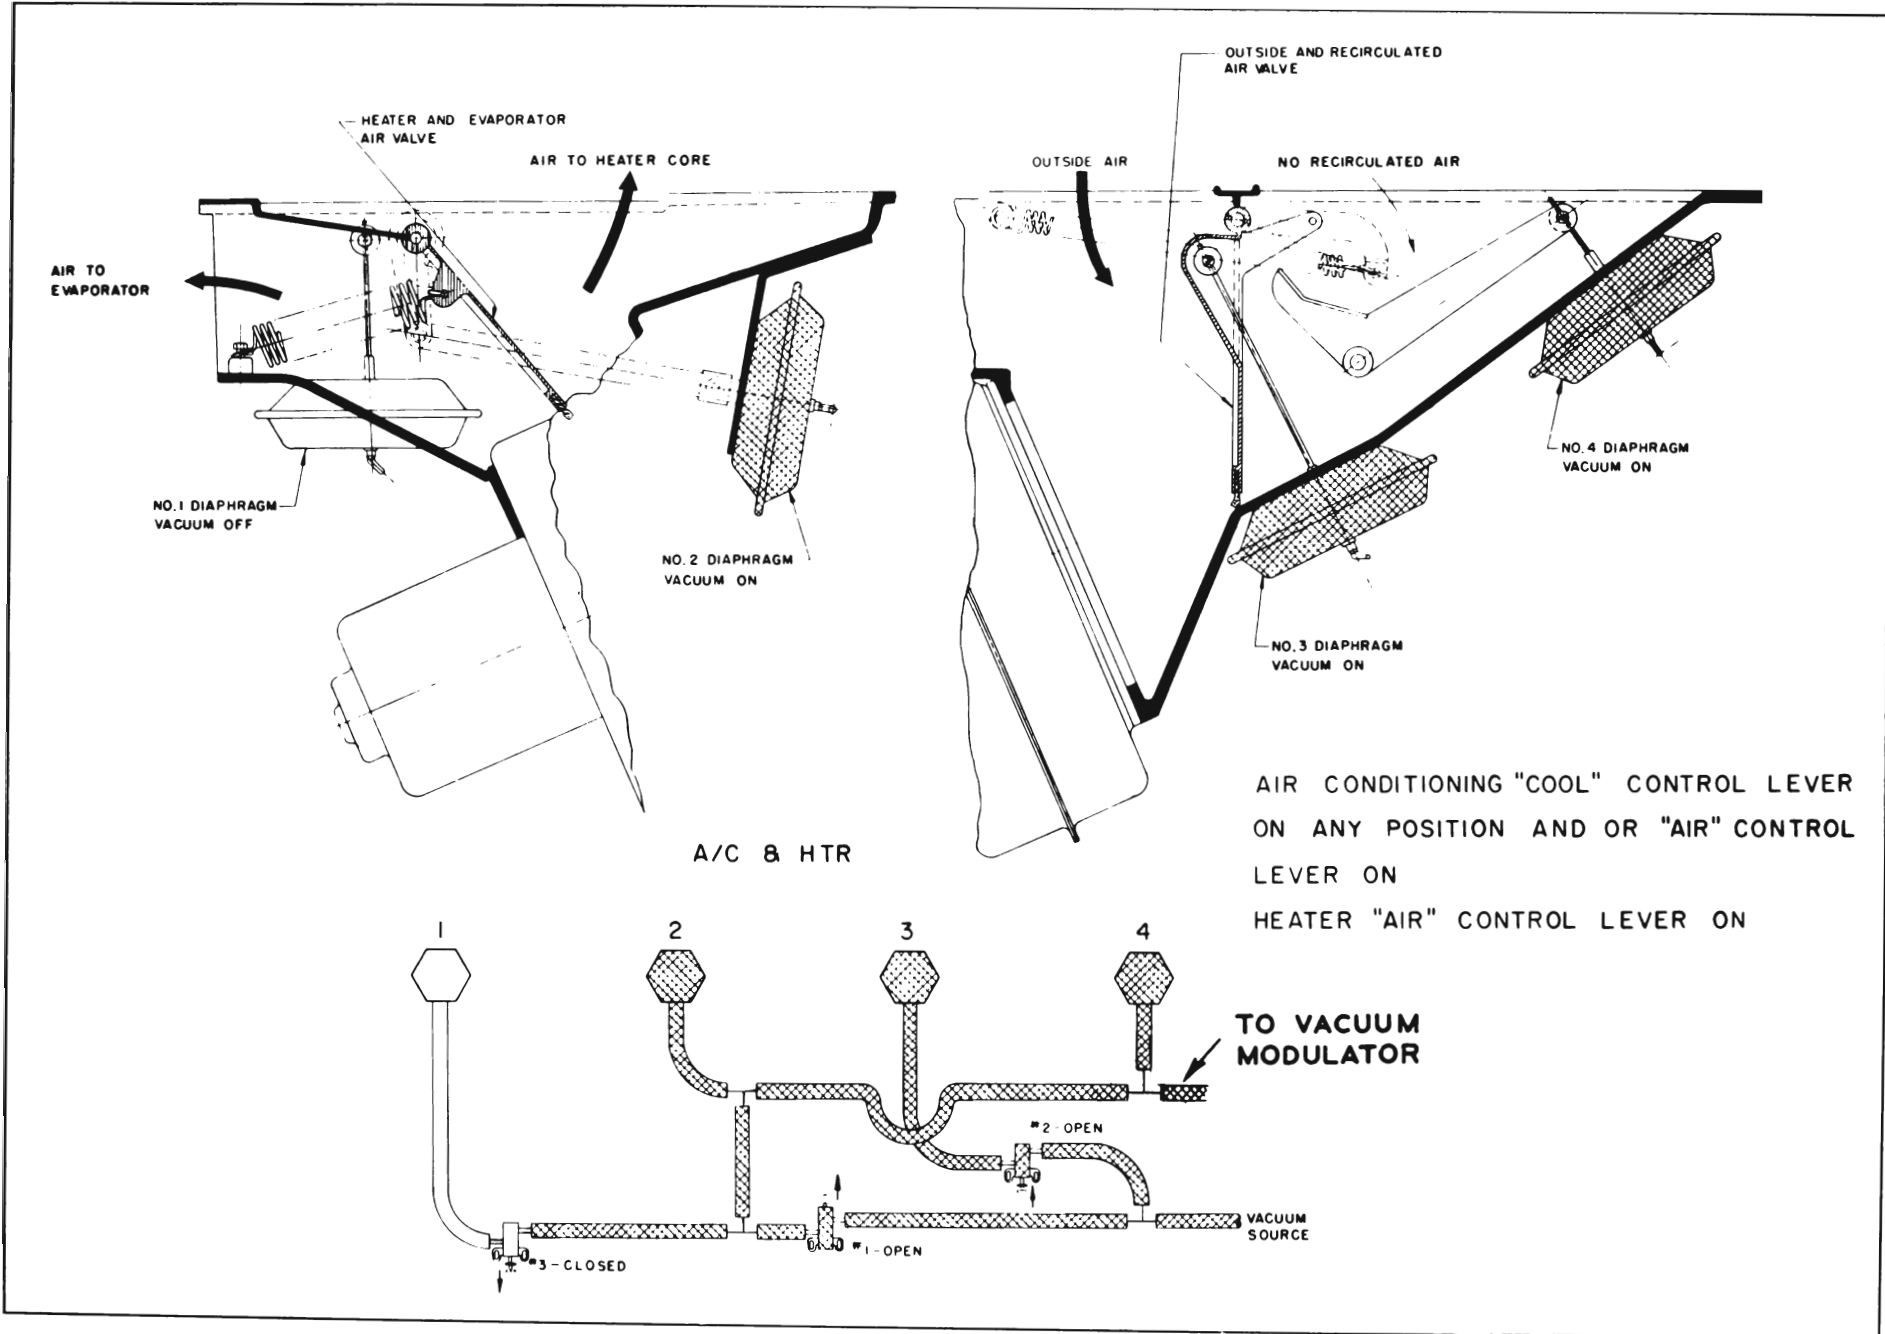 OUTSIDE AND RECIRCULATED
AIR VALVE
HEATER AND EVAPORATOR
AIR VALVE
AIR TO HEATER CORE
OUTSIDE AIR
NO RECIRCULATED AIR
AIR TO
EVAPORATOR
NO.1 DIAPHRAGM
VACUUM OFF
NO.2 DIAPHRAGM
VACUUM ON
NO.4 DIAPHRAGM
VACUUM ON
NO.3 DIAPHRAGM
VACUUM ON
AIR CONDITIONING "COOL" CONTROL LEVER
ON ANY POSITION AND OR "AIR" CONTROL
LEVER ON
HEATER "AIR" CONTROL LEVER ON
A/C & HTR
1
2
3
4
TO VACUUM
MODULATOR
#2-OPEN
VACUUM
SOURCE
#1-OPEN
#3-CLOSED